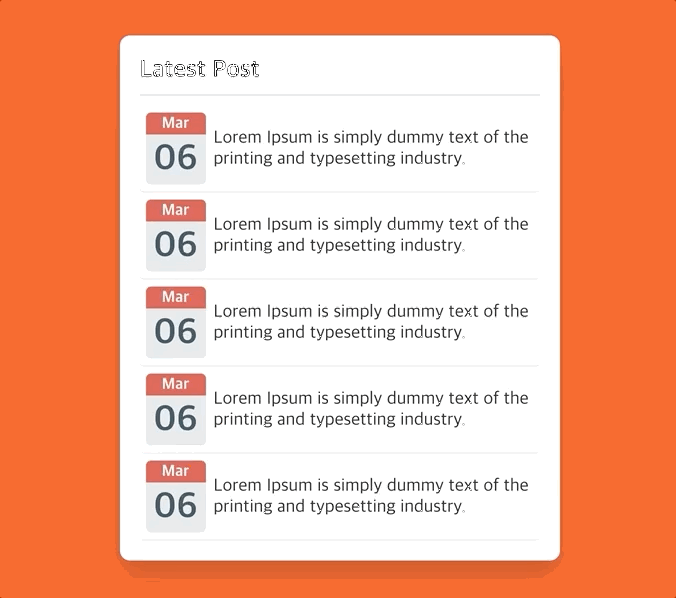 Latest Post
Mar
06
Lorem Ipsum is simply dummy text of the
printing and typesetting industry.
Mar
06
Lorem Ipsum is simply dummy text of the
printing and typesetting industry.
Mar
06
Lorem Ipsum is simply dummy text of the
printing and typesetting industry.
Mar
06
Lorem Ipsum is simply dummy text of the
printing and typesetting industry.
Mar
06
Lorem Ipsum is simply dummy text of the
printing and typesetting industry.